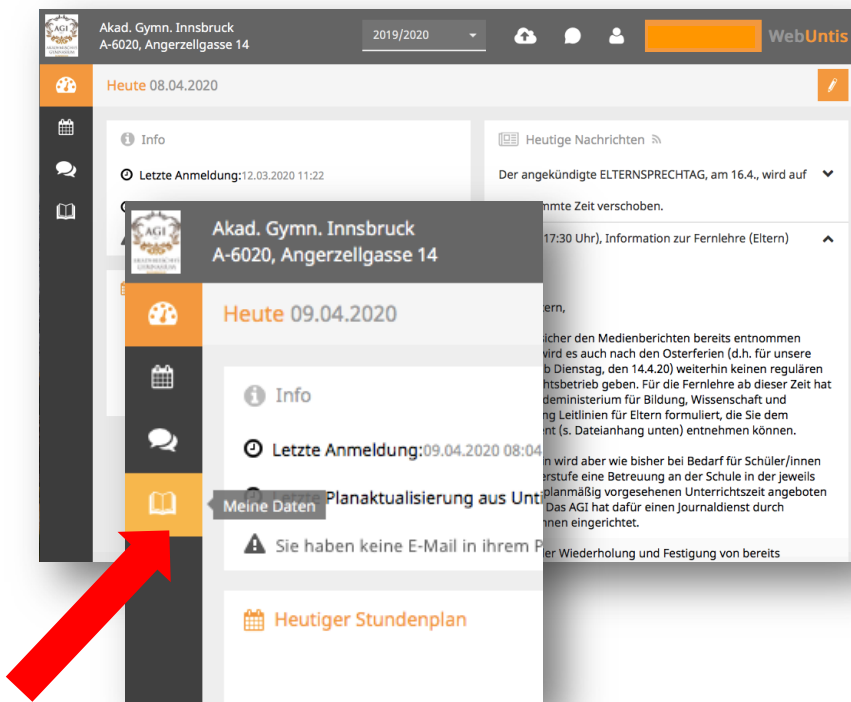 Akad. Gymn. Innsbruck
A-6020, Angerzellgasse 14
2019/2020
WebUntis
Heute 08.04.2020
Info
Letzte Anmeldung:12.03.2020 11:22
Heutige Nachrichten
Der angekündigte ELTERNSPRECHTAG, am 16.4., wird auf
mmte Zeit verschoben.
17:30 Uhr), Information zur Fernlehre (Eltern)
ern,
icher den Medienberichten bereits entnommen
wird es auch nach den Osterferien (d.h. für unsere
b Dienstag, den 14.4.20) weiterhin keinen regulären
htsbetrieb geben. Für die Fernlehre ab dieser Zeit hat
deministerium für Bildung, Wissenschaft und
ng Leitlinien für Eltern formuliert, die Sie dem
nt (s. Dateianhang unten) entnehmen können.
n wird aber wie bisher bei Bedarf für Schüler/innen
erstufe eine Betreuung an der Schule in der jeweils
planmäßig vorgesehenen Unterrichtszeit angeboten
Das AGI hat dafür einen Journaldienst durch
nnen eingerichtet.
er Wiederholung und Festigung von bereits
AGI
Akad. Gymn. Innsbruck
A-6020, Angerzellgasse 14
Heute 09.04.2020
Info
Letzte Anmeldung:09.04.2020 08:04
Meine Daten
Letzte Planaktualisierung aus Unti
Sie haben keine E-Mail in ihrem P
Heutiger Stundenplan